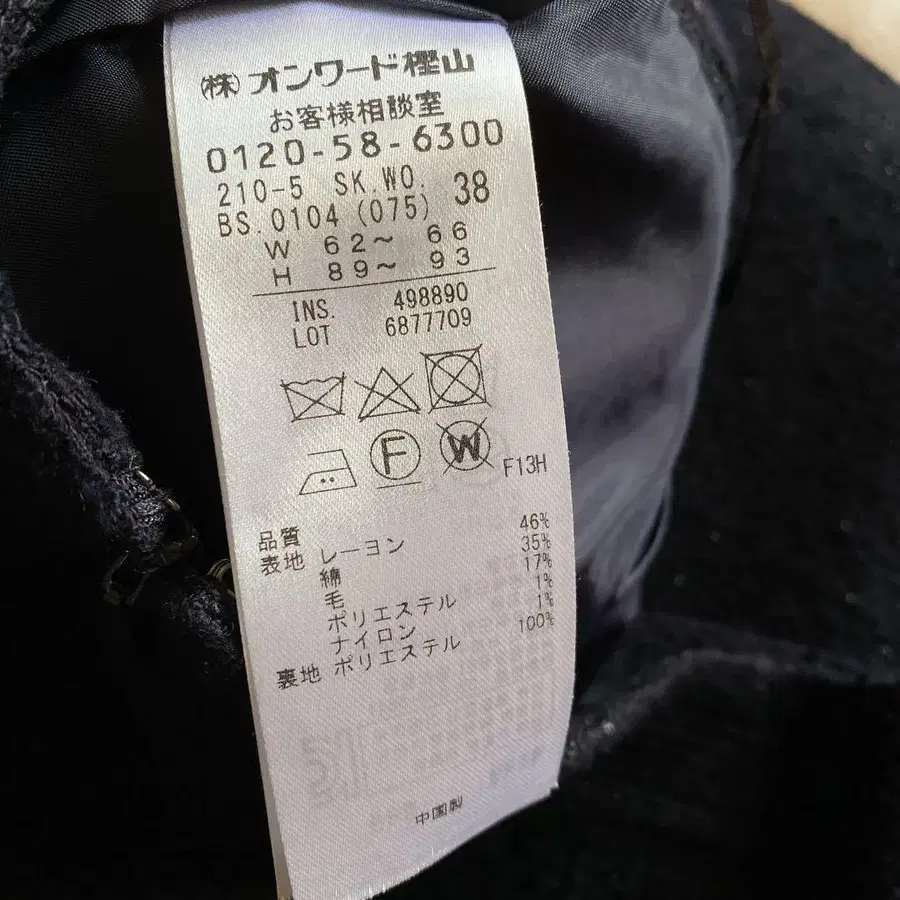 (株)オンワード樫山
お客様相談室
0120-58-6300
210-5 SK.WO. 38
BS.0104(075)
W 62～ 66
H 89～ 93
INS. 498890
LOT 6877709
F
W
F13H
品質
表地 レーヨン 46%
綿 35%
毛 17%
ポリエステル 1%
ナイロン 1%
裏地 ポリエステル 100%
中国製